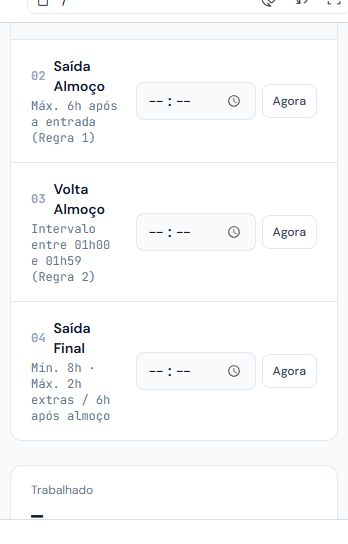 02 Saída
Almoço
Máx. 6h após
a entrada
(Regra 1)
--:--
Agora
03 Volta
Almoço
Intervalo
entre 01h00
e 01h59
(Regra 2)
--:--
Agora
04 Saída
Final
Mín. 8h ·
Máx. 2h
extras / 6h
após almoço
--:--
Agora
Trabalhado
—